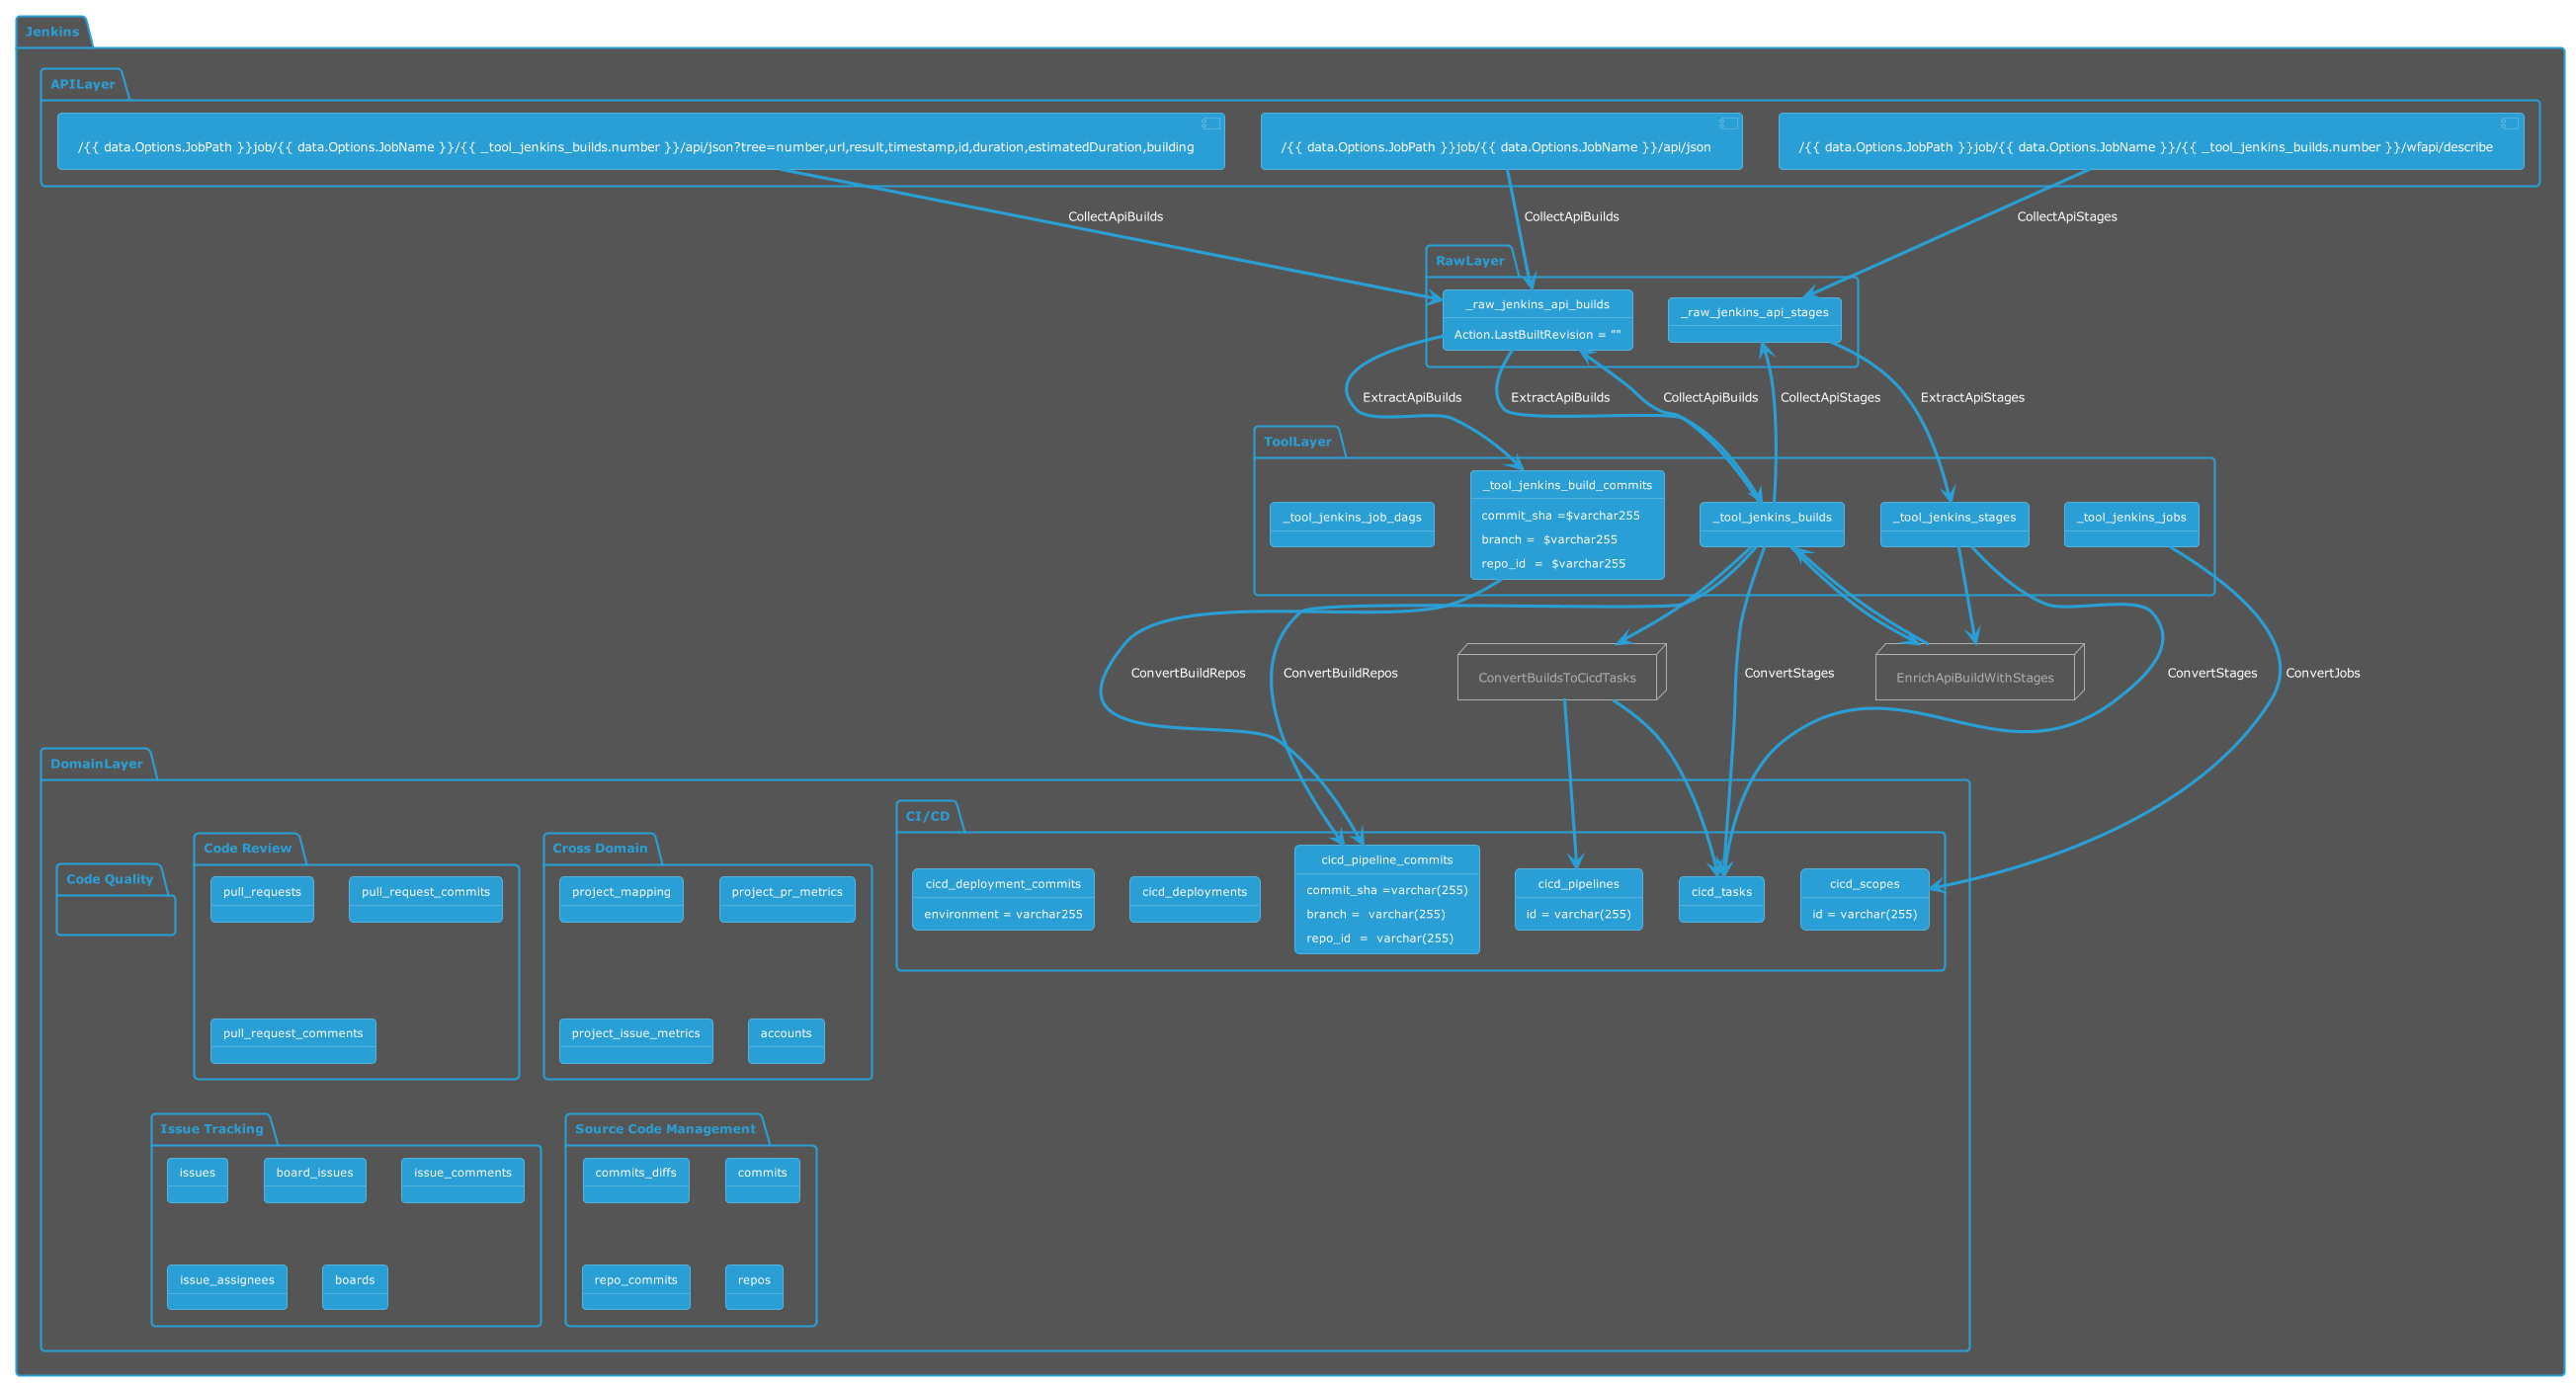 Jenkins
APILayer
/{{ data.Options.JobPath }}job/{{ data.Options.JobName }}/{{ _tool_jenkins_builds.number }}/api/json?tree=number,url,result,timestamp,id,duration,estimatedDuration,building
/{{ data.Options.JobPath }}job/{{ data.Options.JobName }}/api/json
/{{ data.Options.JobPath }}job/{{ data.Options.JobName }}/{{ _tool_jenkins_builds.number }}/wfapi/describe
CollectApiBuilds
CollectApiBuilds
CollectApiStages
RawLayer
_raw_jenkins_api_builds
Action.LastBuiltRevision = ""
_raw_jenkins_api_stages
ExtractApiBuilds
ExtractApiBuilds
CollectApiBuilds
CollectApiStages
ExtractApiStages
ToolLayer
_tool_jenkins_job_dags
_tool_jenkins_build_commits
commit_sha =$varchar255
branch =  $varchar255
repo_id  =  $varchar255
_tool_jenkins_builds
_tool_jenkins_stages
_tool_jenkins_jobs
ConvertBuildRepos
ConvertBuildRepos
ConvertBuildsToCicdTasks
ConvertStages
EnrichApiBuildWithStages
ConvertStages
ConvertJobs
DomainLayer
Code Quality
Code Review
pull_requests
pull_request_commits
pull_request_comments
Cross Domain
project_mapping
project_pr_metrics
project_issue_metrics
accounts
CI/CD
cicd_deployment_commits
environment = varchar255
cicd_deployments
cicd_pipeline_commits
commit_sha =varchar(255)
branch =  varchar(255)
repo_id  =  varchar(255)
cicd_pipelines
id = varchar(255)
cicd_tasks
cicd_scopes
id = varchar(255)
Issue Tracking
issues
board_issues
issue_comments
issue_assignees
boards
Source Code Management
commits_diffs
commits
repo_commits
repos